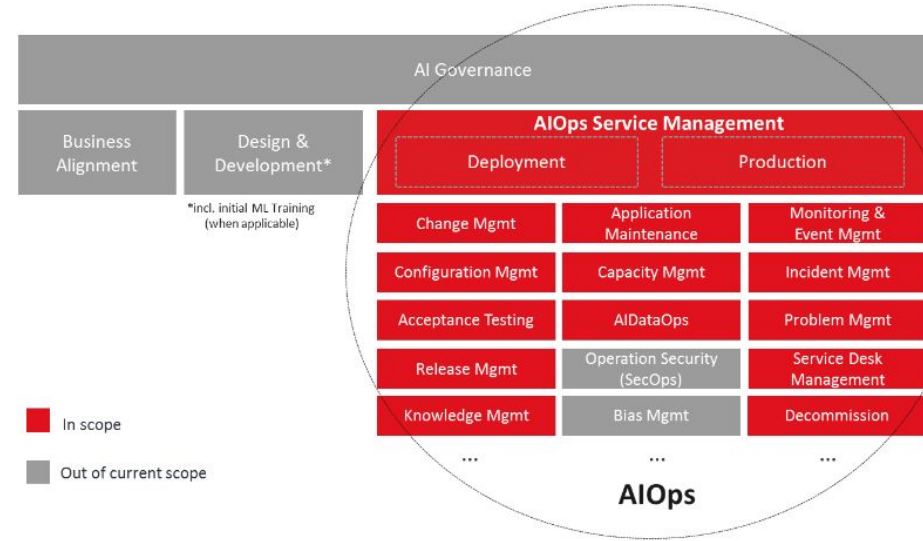 AI Governance
Business
Alignment
Design &
Development*
*incl. initial ML Training
(when applicable)
AIOps Service Management
Deployment
Production
Change Mgmt
Application
Maintenance
Monitoring &
Event Mgmt
Configuration Mgmt
Capacity Mgmt
Incident Mgmt
Acceptance Testing
AIDataOps
Problem Mgmt
Release Mgmt
Operation Security
(SecOps)
Service Desk
Management
Knowledge Mgmt
Bias Mgmt
Decommission
...
...
...
In scope
Out of current scope
AIOps